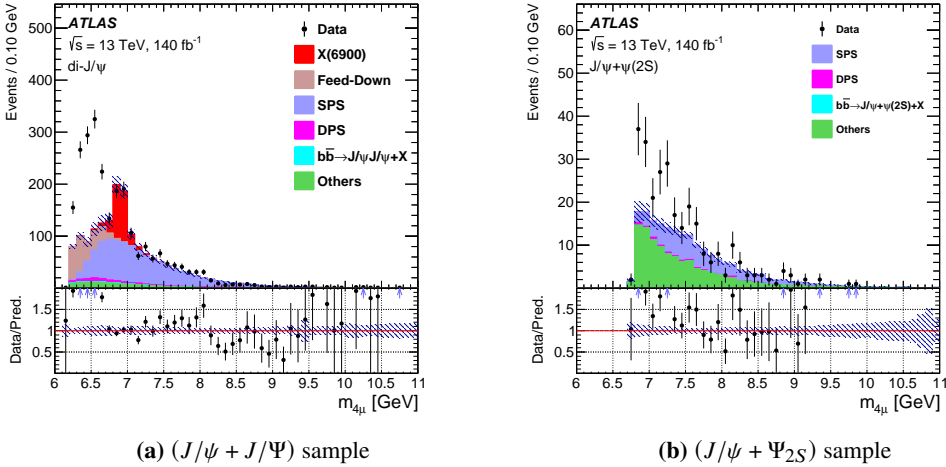 ATLAS
√s = 13 TeV, 140 fb⁻¹
di-J/ψ
Data
X(6900)
Feed-Down
SPS
DPS
bb̅→J/ψJ/ψ+X
Others
Events / 0.10 GeV
500
400
300
200
100
Data/Pred.
1.5
1
0.5
6 6.5 7 7.5 8 8.5 9 9.5 10 10.5 11
m4μ [GeV]
(a) (J/ψ + J/Ψ) sample
ATLAS
√s = 13 TeV, 140 fb⁻¹
J/ψ+ψ(2S)
Data
SPS
DPS
bb̅→J/ψ+ψ(2S)+X
Others
Events / 0.10 GeV
60
50
40
30
20
10
Data/Pred.
1.5
1
0.5
6 6.5 7 7.5 8 8.5 9 9.5 10 10.5 11
m4μ [GeV]
(b) (J/ψ + Ψ2S) sample